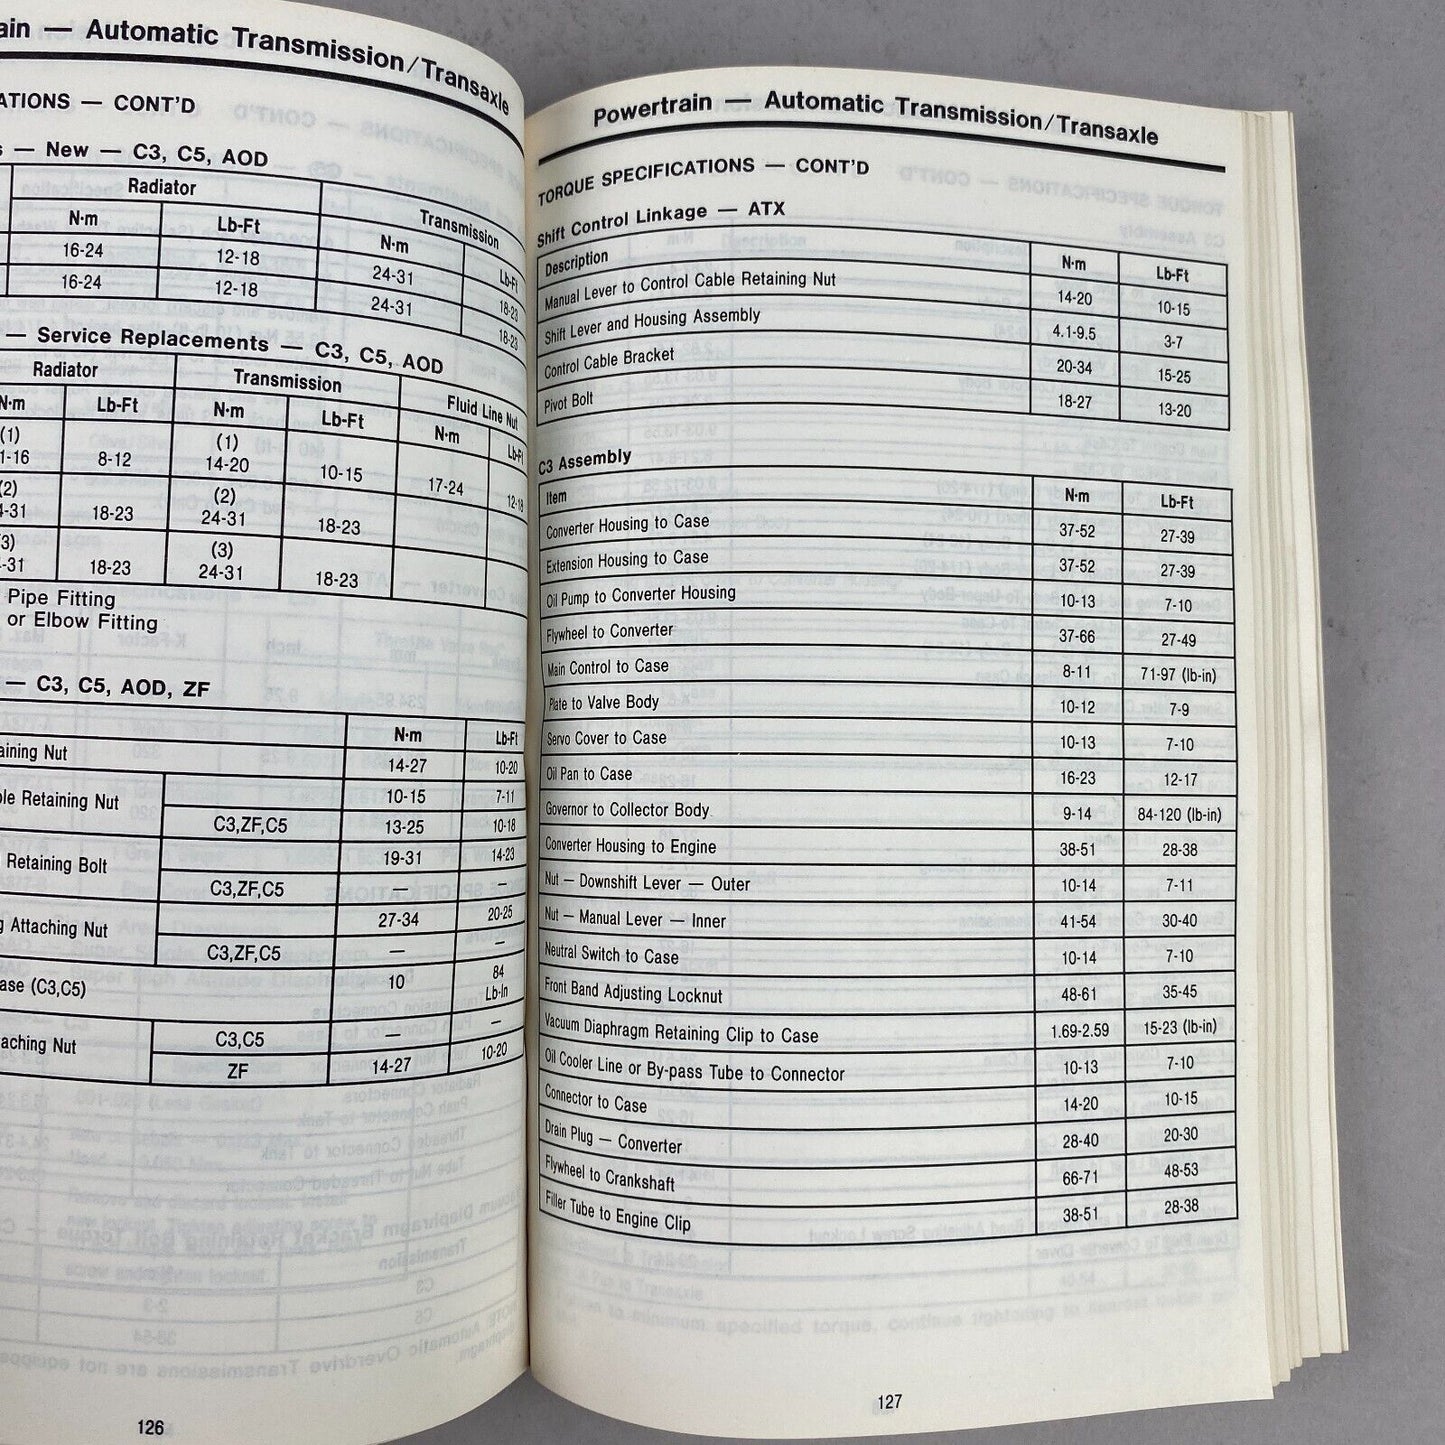 ain — Automatic Transmission/Transaxle
ATIONS — CONT'D
s — New — C3, C5, AOD
Radiator Transmission
N·m Lb-Ft N·m Lb-Ft
16-24 12-18 24-31 18-23
16-24 12-18 24-31 18-23
— Service Replacements — C3, C5, AOD
Radiator Transmission Fluid Line Nut
N·m Lb-Ft N·m Lb-Ft N·m Lb-Ft
(1) (1)
1-16 8-12 14-20 10-15 17-24 12-18
(2) (2)
4-31 18-23 24-31 18-23
(3) (3)
-31 18-23 24-31 18-23
Pipe Fitting
or Elbow Fitting
— C3, C5, AOD, ZF
N·m Lb-Ft
aining Nut 14-27 10-20
ble Retaining Nut 10-15 7-11
C3,ZF,C5 13-25 10-18
Retaining Bolt 19-31 14-23
C3,ZF,C5 — —
g Attaching Nut 27-34 20-25
C3,ZF,C5 — —
ase (C3,C5) 10 84
Lb-In
aching Nut C3,C5 — —
ZF 14-27 10-20
126
Powertrain — Automatic Transmission/Transaxle
TORQUE SPECIFICATIONS — CONT'D
Shift Control Linkage — ATX
Description N·m Lb-Ft
Manual Lever to Control Cable Retaining Nut 14-20 10-15
Shift Lever and Housing Assembly 4.1-9.5 3-7
Control Cable Bracket 20-34 15-25
Pivot Bolt 18-27 13-20
C3 Assembly
Item N·m Lb-Ft
Converter Housing to Case 37-52 27-39
Extension Housing to Case 37-52 27-39
Oil Pump to Converter Housing 10-13 7-10
Flywheel to Converter 37-66 27-49
Main Control to Case 8-11 71-97 (lb-in)
Plate to Valve Body 10-12 7-9
Servo Cover to Case 10-13 7-10
Oil Pan to Case 16-23 12-17
Governor to Collector Body 9-14 84-120 (lb-in)
Converter Housing to Engine 38-51 28-38
Nut — Downshift Lever — Outer 10-14 7-11
Nut — Manual Lever — Inner 41-54 30-40
Neutral Switch to Case 10-14 7-10
Front Band Adjusting Locknut 48-61 35-45
Vacuum Diaphragm Retaining Clip to Case 1.69-2.59 15-23 (lb-in)
Oil Cooler Line or By-pass Tube to Connector 10-13 7-10
Connector to Case 14-20 10-15
Drain Plug — Converter 28-40 20-30
Flywheel to Crankshaft 66-71 48-53
Filler Tube to Engine Clip 38-51 28-38
127